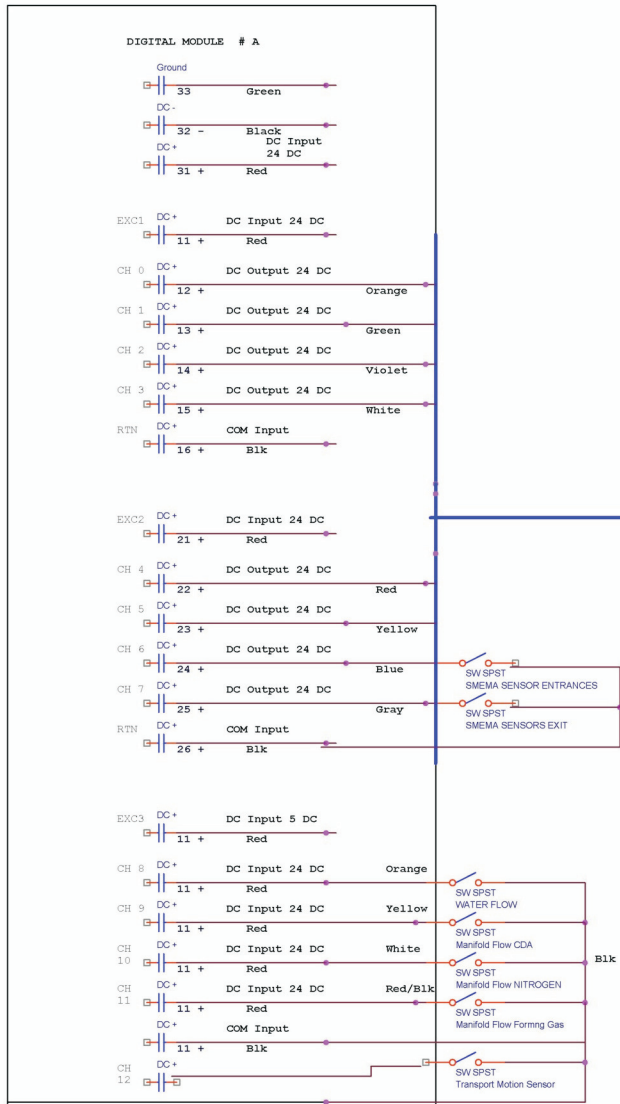 DIGITAL MODULE # A
Ground
33 Green
DC -
32 - Black
DC Input
24 DC
DC +
31 + Red
EXC1 DC + DC Input 24 DC
11 + Red
CH 0 DC + DC Output 24 DC
12 + Orange
CH 1 DC + DC Output 24 DC
13 + Green
CH 2 DC + DC Output 24 DC
14 + Violet
CH 3 DC + DC Output 24 DC
15 + White
RTN DC + COM Input
16 + Blk
EXC2 DC + DC Input 24 DC
21 + Red
CH 4 DC + DC Output 24 DC
22 + Red
CH 5 DC + DC Output 24 DC
23 + Yellow
CH 6 DC + DC Output 24 DC
24 + Blue
SW SPST
SMEMA SENSOR ENTRANCES
CH 7 DC + DC Output 24 DC
25 + Gray
SW SPST
SMEMA SENSORS EXIT
RTN DC + COM Input
26 + Blk
EXC3 DC + DC Input 5 DC
11 + Red
CH 8 DC + DC Input 24 DC Orange
11 + Red
SW SPST
WATER FLOW
CH 9 DC + DC Input 24 DC Yellow
11 + Red
SW SPST
Manifold Flow CDA
CH 10 DC + DC Input 24 DC White
11 + Red
Blk
SW SPST
Manifold Flow NITROGEN
CH 11 DC + DC Input 24 DC Red/Blk
11 + Red
SW SPST
Manifold Flow Formng Gas
DC + COM Input
11 + Blk
CH 12 DC +
SW SPST
Transport Motion Sensor